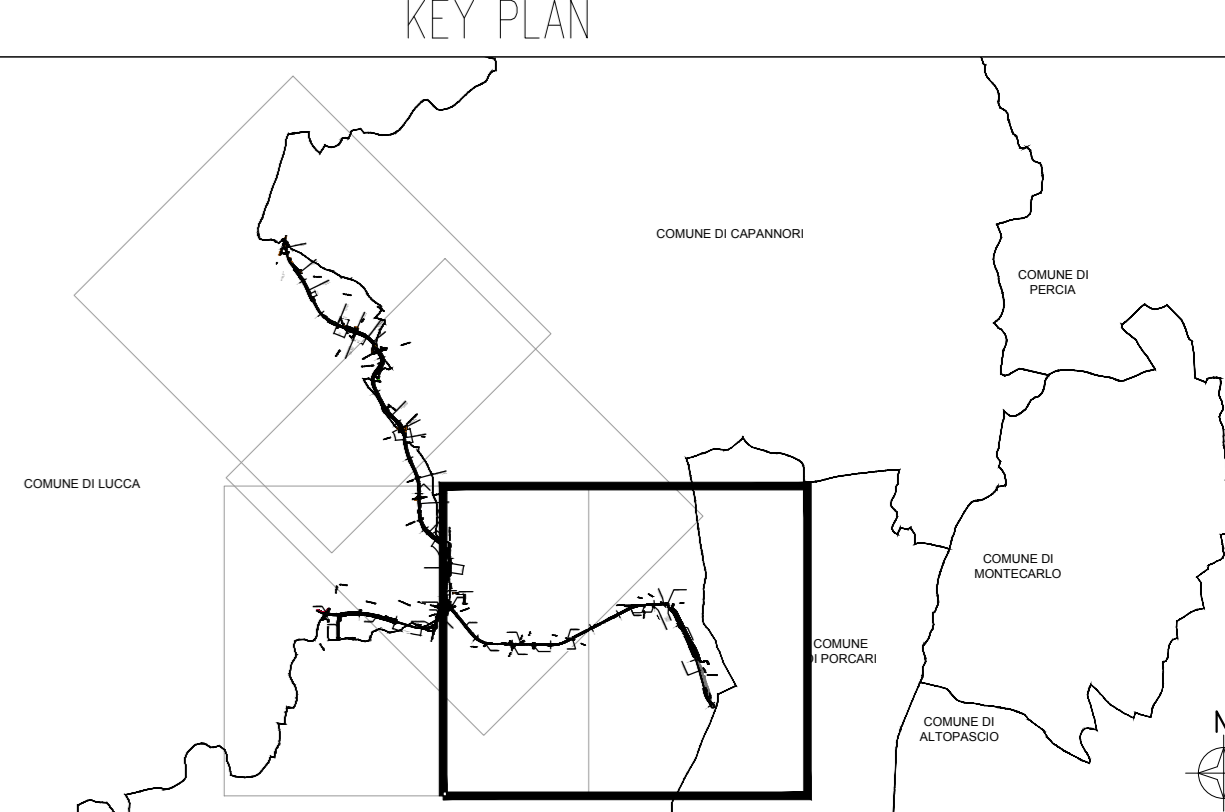 KEY PLAN
COMUNE DI CAPANNORI
COMUNE DI
PERCIA
COMUNE DI LUCCA
COMUNE DI
MONTECARLO
COMUNE
DI PORCARI
COMUNE DI
ALTOPASCIO
N